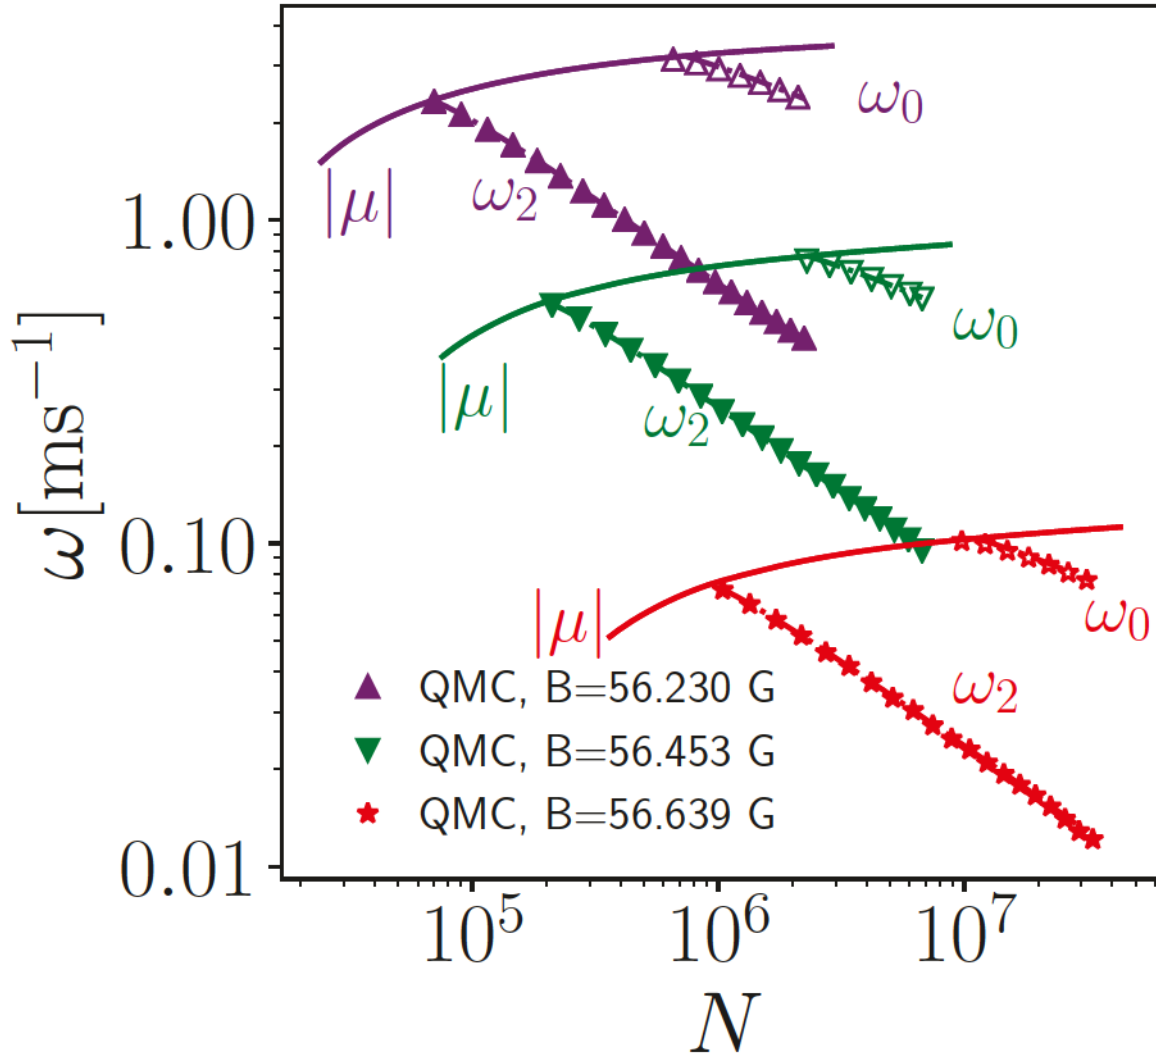 ω₀
|μ|
ω₂
1.00
ω₀
|μ|
ω₂
ω[ms⁻¹]
0.10
|μ|
ω₀
ω₂
QMC, B=56.230 G
QMC, B=56.453 G
QMC, B=56.639 G
0.01
10⁵ 10⁶ 10⁷
N